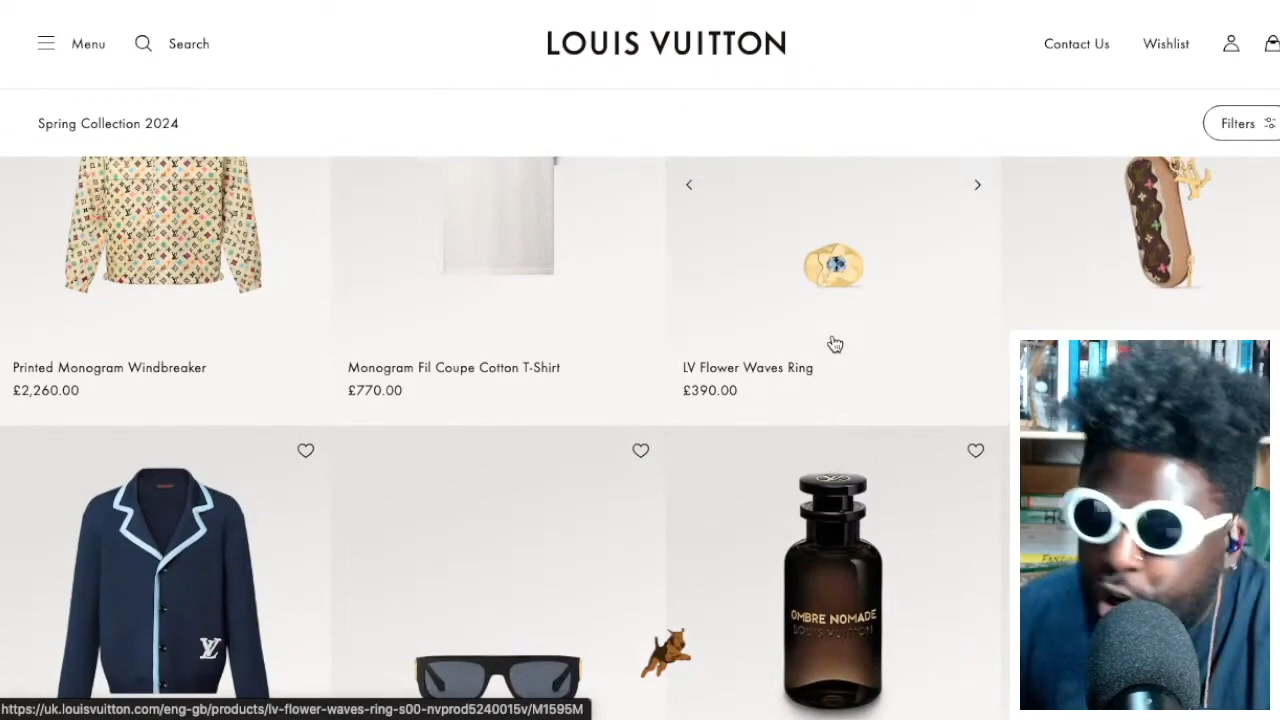 Menu
Search
LOUIS VUITTON
Contact Us
Wishlist
Spring Collection 2024
Filters
Printed Monogram Windbreaker
£2,260.00
Monogram Fil Coupe Cotton T-Shirt
£770.00
LV Flower Waves Ring
£390.00
OMBRE NOMADE
LOUIS VUITTON
https://uk.louisvuitton.com/eng-gb/products/lv-flower-waves-ring-s00-nvprod5240015v/M1595M